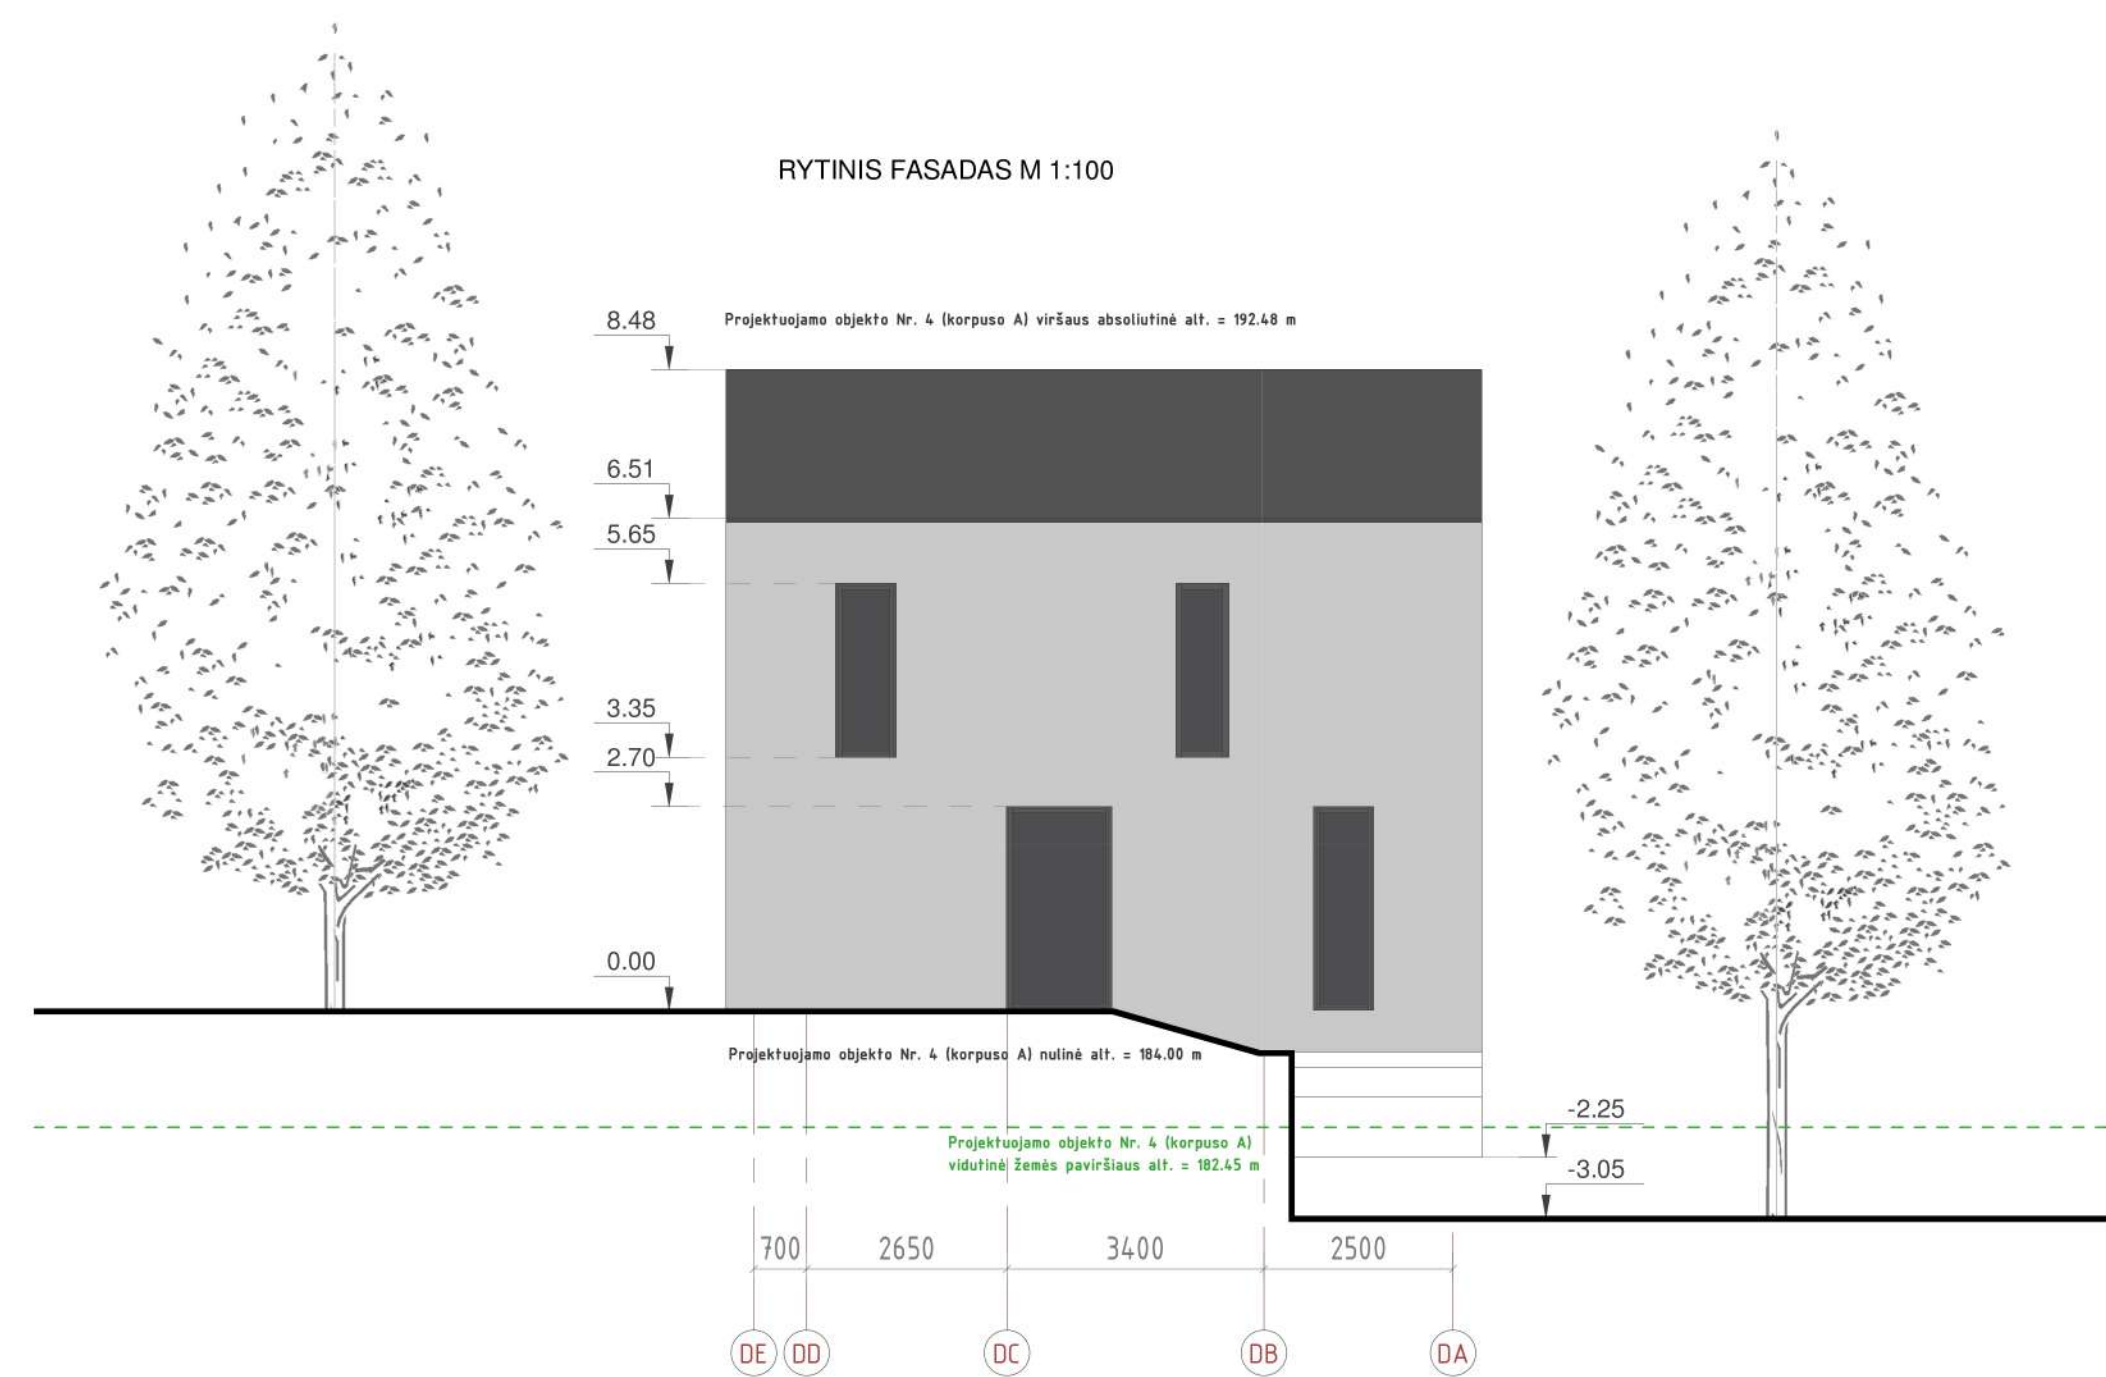 RYTINIS FASADAS M 1:100
8.48
Projektuojamo objekto Nr. 4 (korpuso A) viršaus absoliutinė alt. = 192.48 m
6.51
5.65
3.35
2.70
0.00
Projektuojamo objekto Nr. 4 (korpuso A) nulinė alt. = 184.00 m
-2.25
Projektuojamo objekto Nr. 4 (korpuso A)
vidutinė žemės paviršiaus alt. = 182.45 m
-3.05
700 2650 3400 2500
DE DD DC DB DA